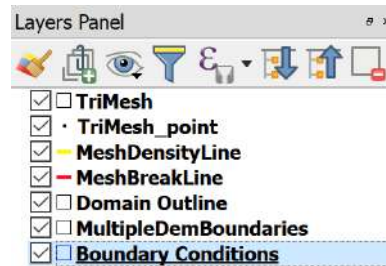 Layers Panel
TriMesh
TriMesh_point
MeshDensityLine
MeshBreakLine
Domain Outline
MultipleDemBoundaries
Boundary Conditions